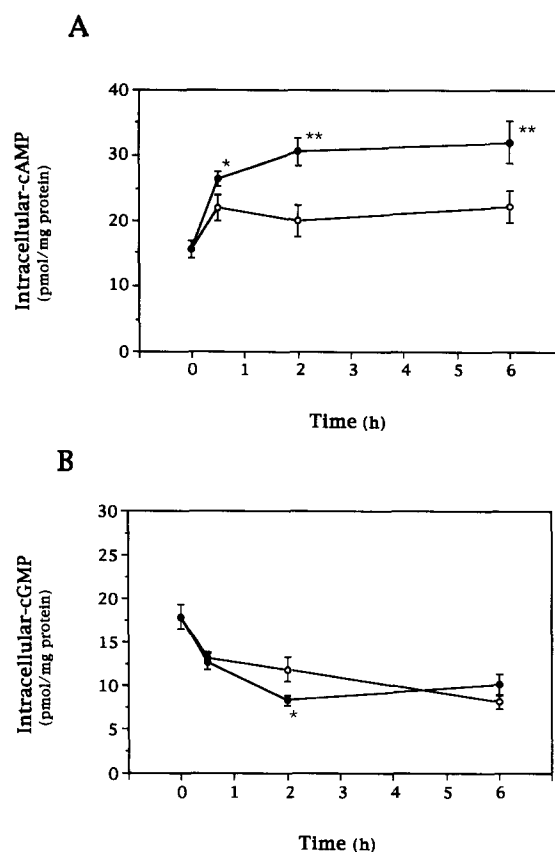 A
Intracellular-cAMP
(pmol/mg protein)
40
30
20
10
0
*
**
**
0 1 2 3 4 5 6
Time (h)
B
Intracellular-cGMP
(pmol/mg protein)
30
25
20
15
10
5
0
*
0 1 2 3 4 5 6
Time (h)